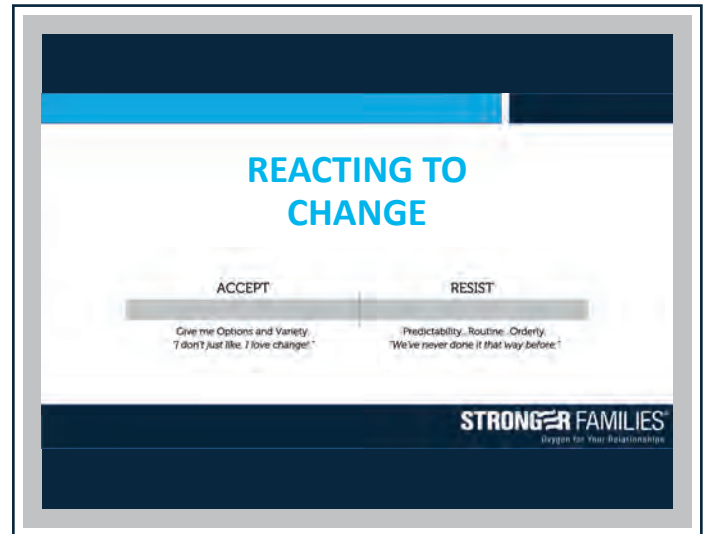 REACTING TO
CHANGE
ACCEPT
RESIST
Give me Options and Variety.
"I don't just like, I love change!"
Predictability...Routine...Orderly.
"We've never done it that way before."
STRONGER FAMILIES®
Oxygen for Your Relationships